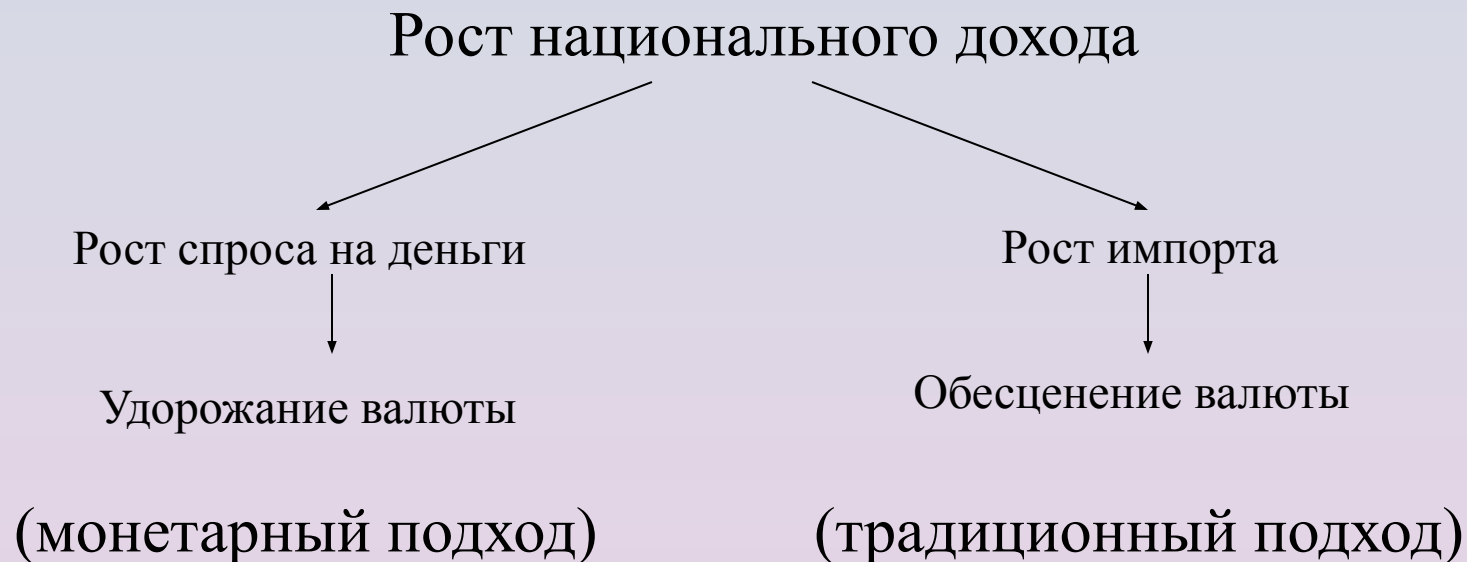 Рост национального дохода
Рост спроса на деньги
Рост импорта
Удорожание валюты
Обесценение валюты
(монетарный подход)
(традиционный подход)